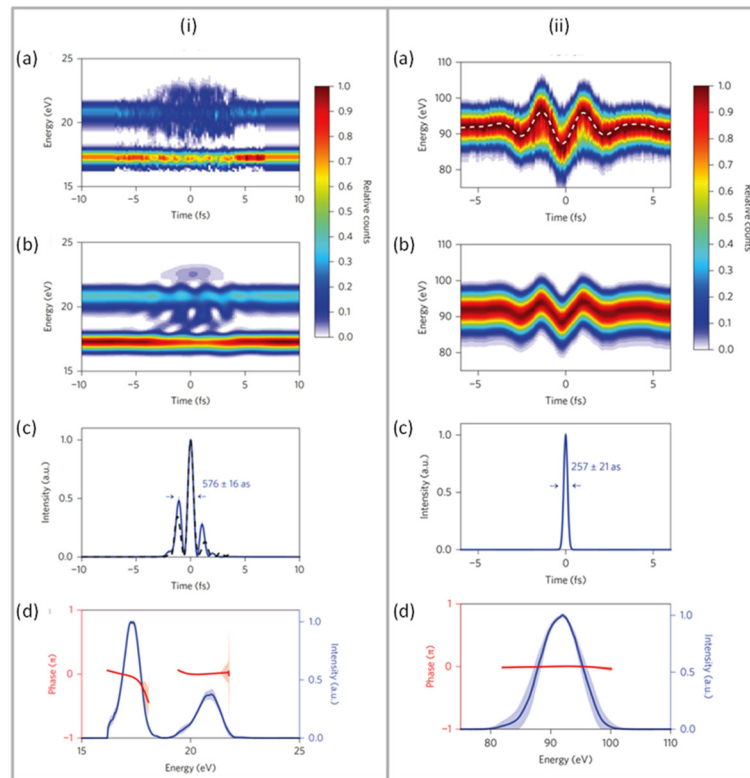 (i)
(a)
25
20
15
Energy (eV)
−10
−5
0
5
10
Time (fs)
(b)
25
20
15
Energy (eV)
−10
−5
0
5
10
Time (fs)
1.0
0.9
0.8
0.7
0.6
0.5
0.4
0.3
0.2
0.1
0.0
Relative counts
(c)
1.0
0.5
0.0
Intensity (a.u.)
576 ± 16 as
−10
−5
0
5
10
Time (fs)
(d)
1
0
−1
Phase (π)
1.0
0.5
0.0
Intensity (a.u.)
15
20
25
Energy (eV)
(ii)
(a)
110
100
90
80
Energy (eV)
−5
0
5
Time (fs)
(b)
110
100
90
80
Energy (eV)
−5
0
5
Time (fs)
1.0
0.9
0.8
0.7
0.6
0.5
0.4
0.3
0.2
0.1
0.0
Relative counts
(c)
1.0
0.5
0.0
Intensity (a.u.)
257 ± 21 as
−5
0
5
Time (fs)
(d)
1
0
−1
Phase (π)
1.0
0.5
0.0
Intensity (a.u.)
80
90
100
110
Energy (eV)